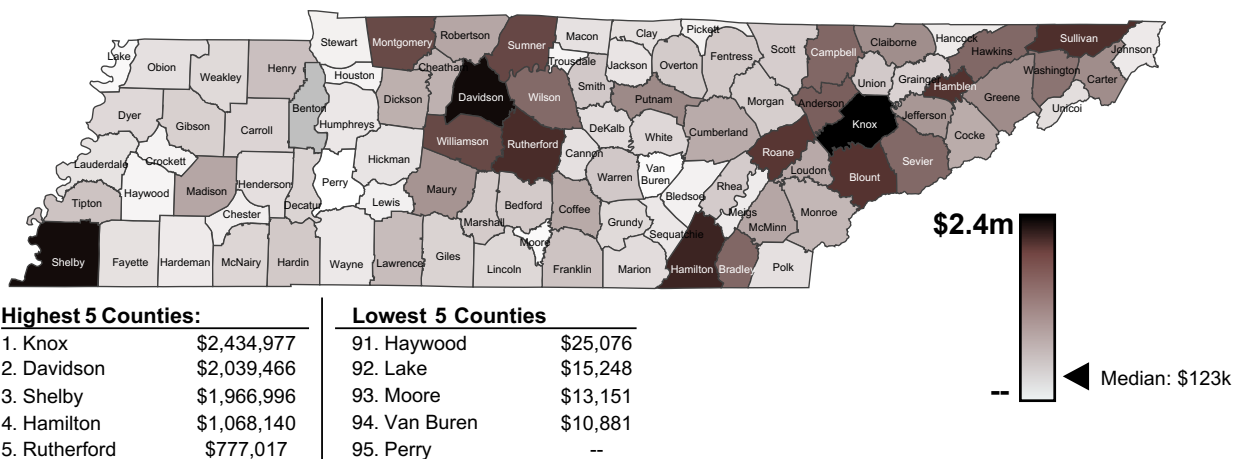 Pickett
Stewart
Montgomery
Robertson
Sumner
Macon
Clay
Fentress
Scott
Campbell
Claiborne
Hancock
Hawkins
Sullivan
Johnson
Lake
Obion
Weakley
Henry
Houston
Cheatham
Trousdale
Jackson
Overton
Union
Grainger
Washington
Carter
Benton
Dickson
Davidson
Wilson
Smith
Putnam
Morgan
Anderson
Hamblen
Greene
Unicoi
Dyer
Gibson
Carroll
Humphreys
Williamson
Rutherford
DeKalb
White
Cumberland
Knox
Jefferson
Cocke
Lauderdale
Crockett
Hickman
Cannon
Roane
Loudon
Blount
Sevier
Tipton
Haywood
Madison
Henderson
Decatur
Perry
Lewis
Maury
Warren
Van
Buren
Bledsoe
Rhea
Meigs
McMinn
Monroe
Chester
Marshall
Bedford
Coffee
Grundy
Sequatchie
Moore
Shelby
Fayette
Hardeman
McNairy
Hardin
Wayne
Lawrence
Giles
Lincoln
Franklin
Marion
Hamilton
Bradley
Polk
$2.4m
--
Median: $123k
Highest 5 Counties:
1. Knox $2,434,977
2. Davidson $2,039,466
3. Shelby $1,966,996
4. Hamilton $1,068,140
5. Rutherford $777,017
Lowest 5 Counties
91. Haywood $25,076
92. Lake $15,248
93. Moore $13,151
94. Van Buren $10,881
95. Perry --